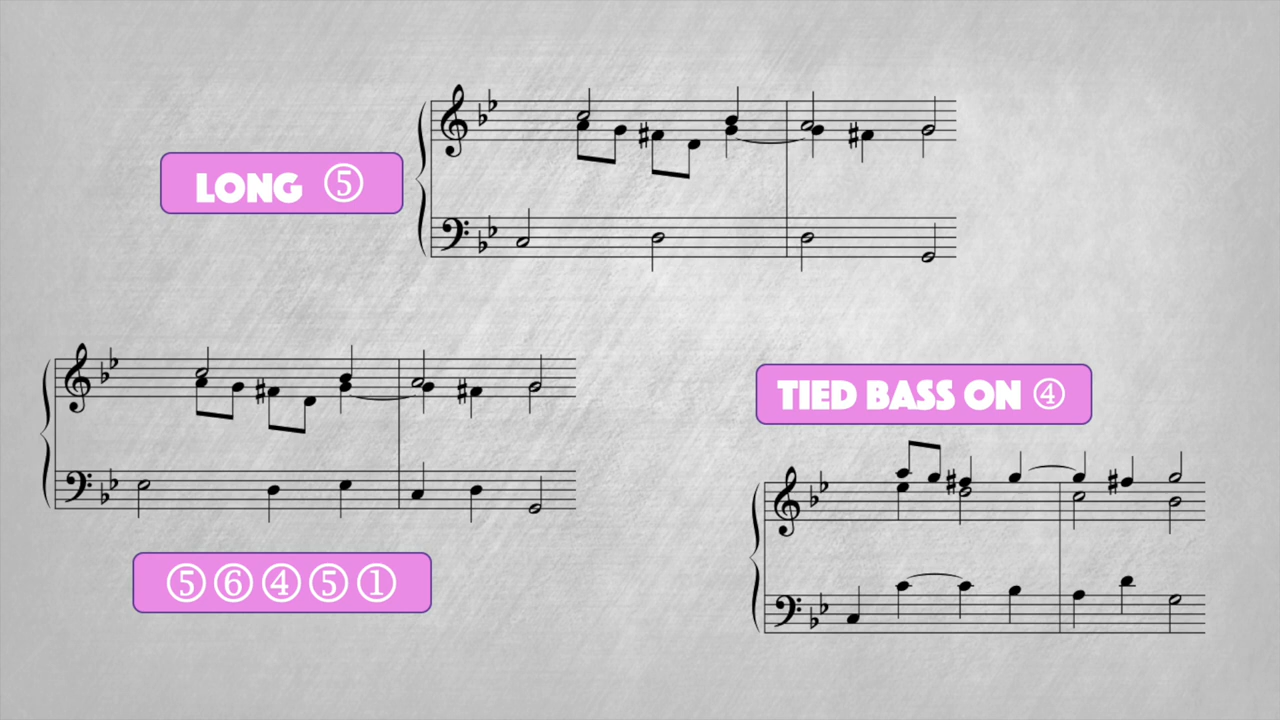 LONG ⑤
TIED BASS ON ④
⑤⑥④⑤①